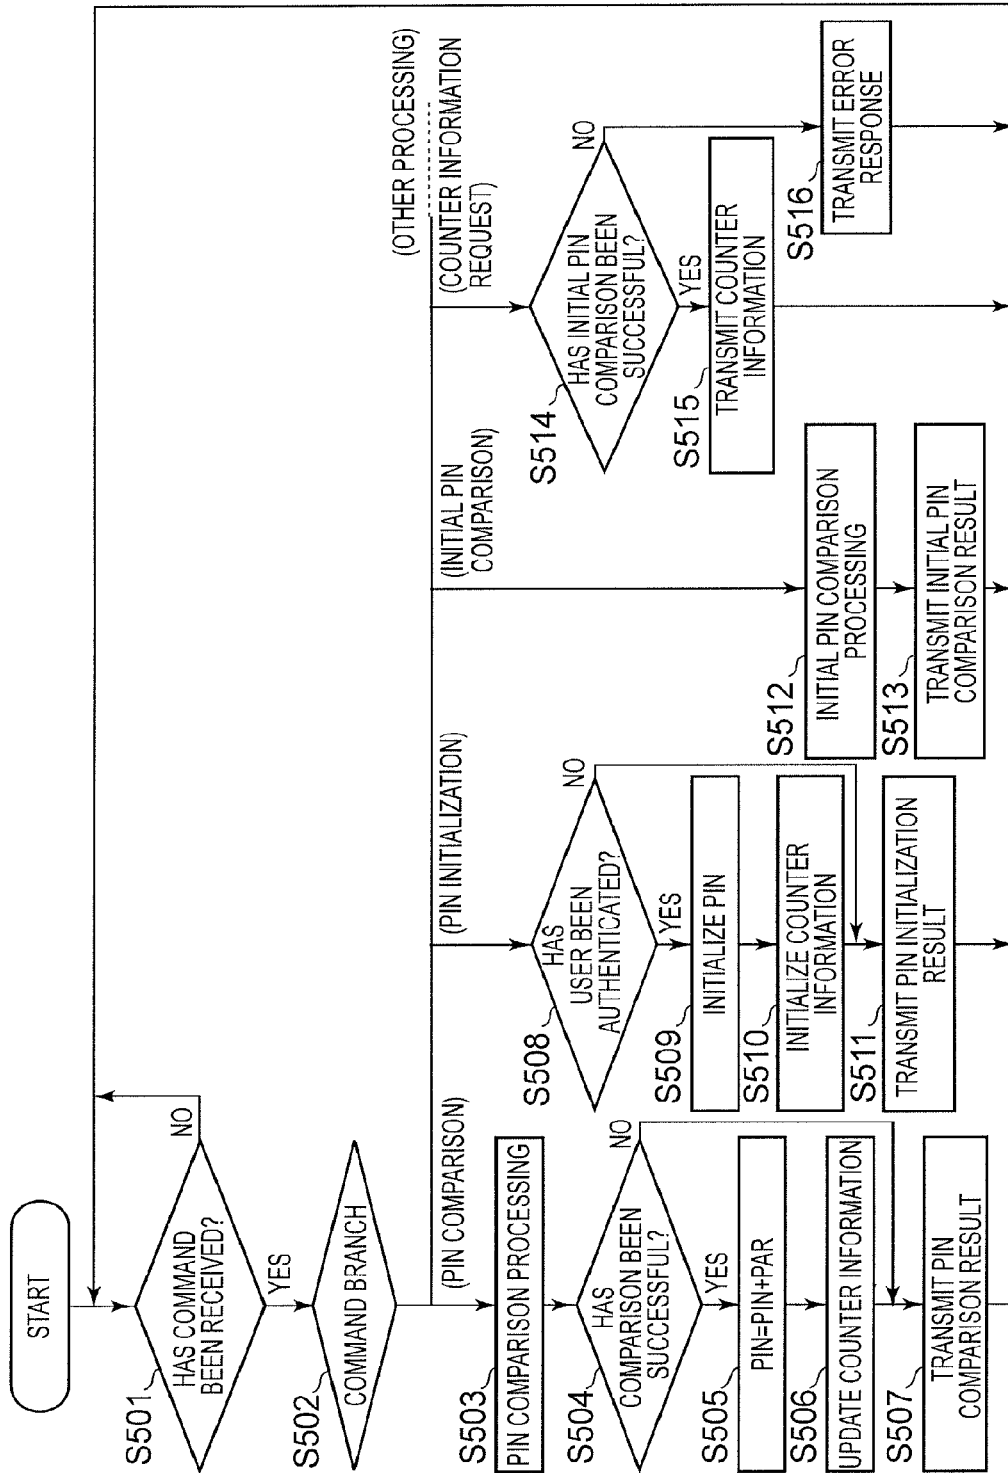 START
S501
HAS COMMAND
BEEN RECEIVED?
NO
YES
S502
COMMAND BRANCH
(PIN COMPARISON)
S503
PIN COMPARISON PROCESSING
S504
HAS
COMPARISON BEEN
SUCCESSFUL?
NO
YES
S505
PIN=PIN+PAR
S506
UPDATE COUNTER INFORMATION
S507
TRANSMIT PIN
COMPARISON RESULT
(PIN INITIALIZATION)
S508
HAS
USER BEEN
AUTHENTICATED?
NO
YES
S509
INITIALIZE PIN
S510
INITIALIZE COUNTER
INFORMATION
S511
TRANSMIT PIN INITIALIZATION
RESULT
(INITIAL PIN
COMPARISON)
S512
INITIAL PIN COMPARISON
PROCESSING
S513
TRANSMIT INITIAL PIN
COMPARISON RESULT
(OTHER PROCESSING)
(COUNTER INFORMATION
REQUEST)
S514
HAS INITIAL PIN
COMPARISON BEEN
SUCCESSFUL?
NO
YES
S515
TRANSMIT COUNTER
INFORMATION
S516
TRANSMIT ERROR
RESPONSE